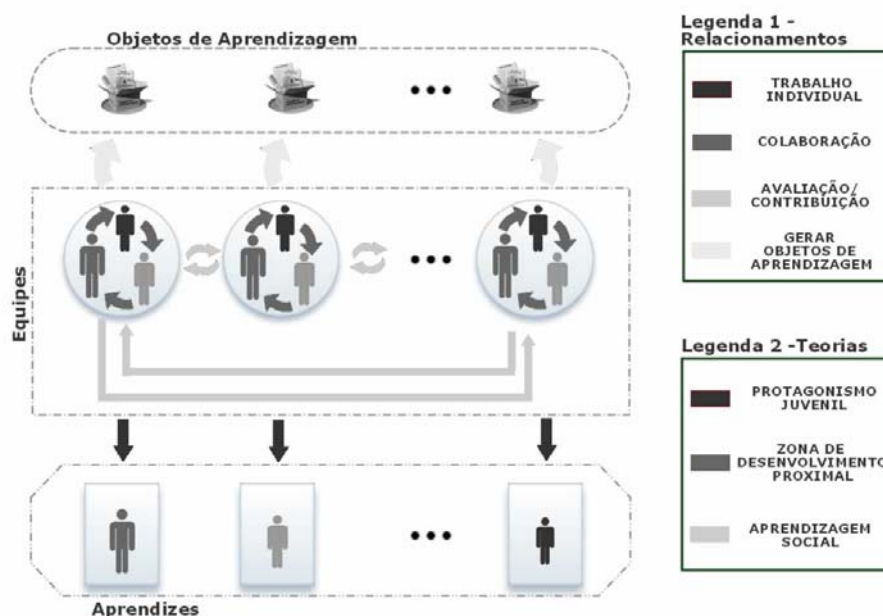 Objetos de Aprendizagem
Equipes
Aprendizes
Legenda 1 -
Relacionamentos
TRABALHO
INDIVIDUAL
COLABORAÇÃO
AVALIAÇÃO/
CONTRIBUIÇÃO
GERAR
OBJETOS DE
APRENDIZAGEM
Legenda 2 -Teorias
PROTAGONISMO
JUVENIL
ZONA DE
DESENVOLVIMENTO
PROXIMAL
APRENDIZAGEM
SOCIAL